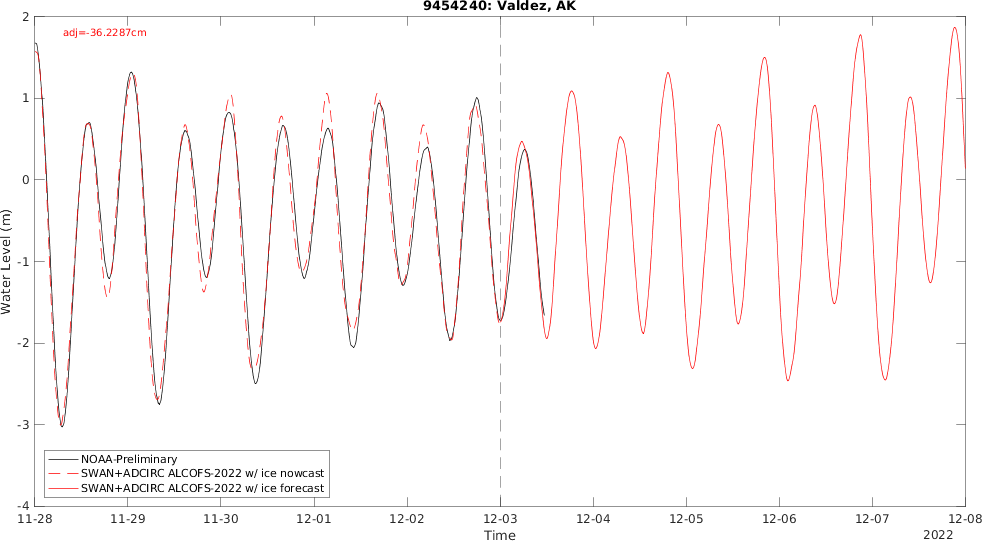 9454240: Valdez, AK
adj=-36.2287cm
2
1
0
-1
-2
-3
-4
Water Level (m)
NOAA-Preliminary
SWAN+ADCIRC ALCOFS-2022 w/ ice nowcast
SWAN+ADCIRC ALCOFS-2022 w/ ice forecast
11-28 11-29 11-30 12-01 12-02 12-03 12-04 12-05 12-06 12-07 12-08
Time
2022